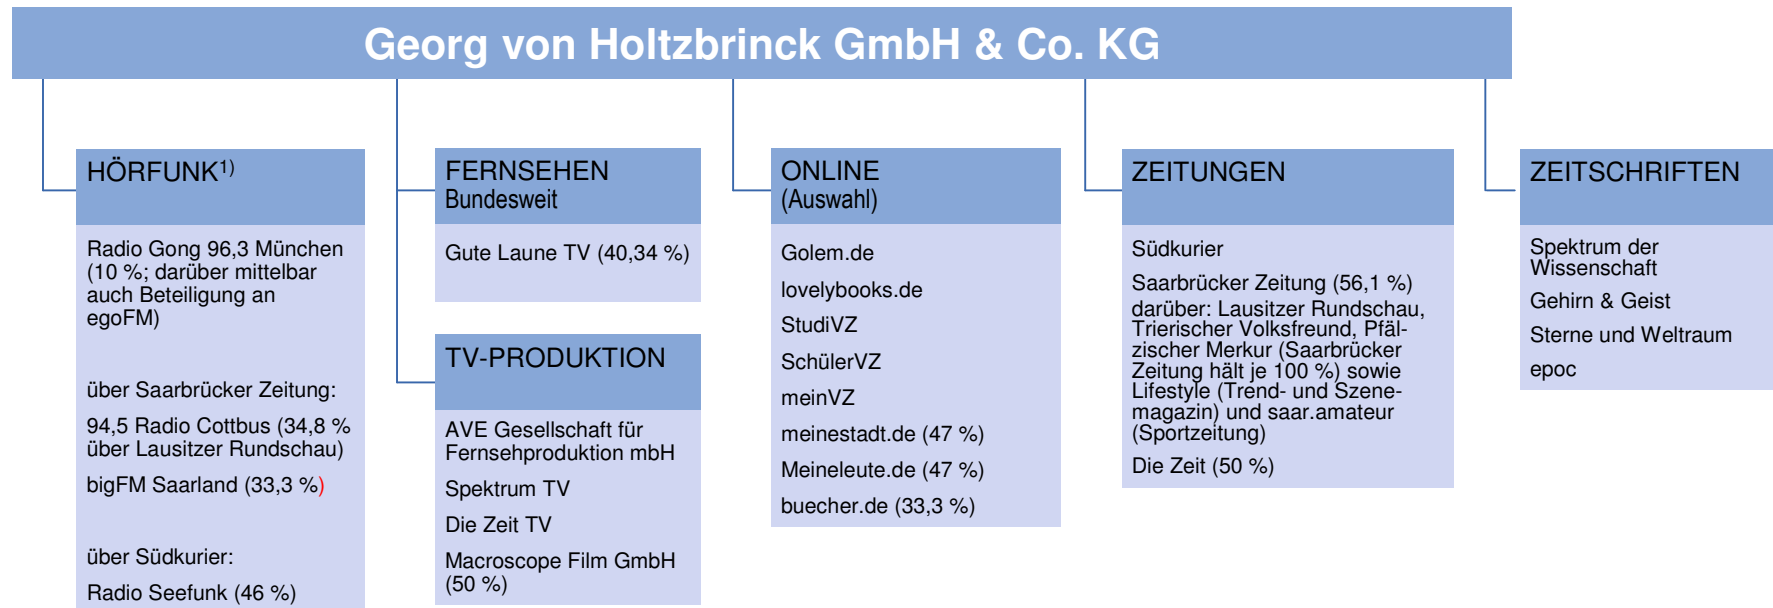 Georg von Holtzbrinck GmbH & Co. KG
HÖRFUNK1)
Radio Gong 96,3 München
(10 %; darüber mittelbar
auch Beteiligung an
egoFM)
über Saarbrücker Zeitung:
94,5 Radio Cottbus (34,8 %
über Lausitzer Rundschau)
bigFM Saarland (33,3 %)
über Südkurier:
Radio Seefunk (46 %)
FERNSEHEN
Bundesweit
Gute Laune TV (40,34 %)
TV-PRODUKTION
AVE Gesellschaft für
Fernsehproduktion mbH
Spektrum TV
Die Zeit TV
Macroscope Film GmbH
(50 %)
ONLINE
(Auswahl)
Golem.de
lovelybooks.de
StudiVZ
SchülerVZ
meinVZ
meinestadt.de (47 %)
Meineleute.de (47 %)
buecher.de (33,3 %)
ZEITUNGEN
Südkurier
Saarbrücker Zeitung (56,1 %)
darüber: Lausitzer Rundschau,
Trierischer Volksfreund, Pfäl-
zischer Merkur (Saarbrücker
Zeitung hält je 100 %) sowie
Lifestyle (Trend- und Szene-
magazin) und saar.amateur
(Sportzeitung)
Die Zeit (50 %)
ZEITSCHRIFTEN
Spektrum der
Wissenschaft
Gehirn & Geist
Sterne und Weltraum
epoc